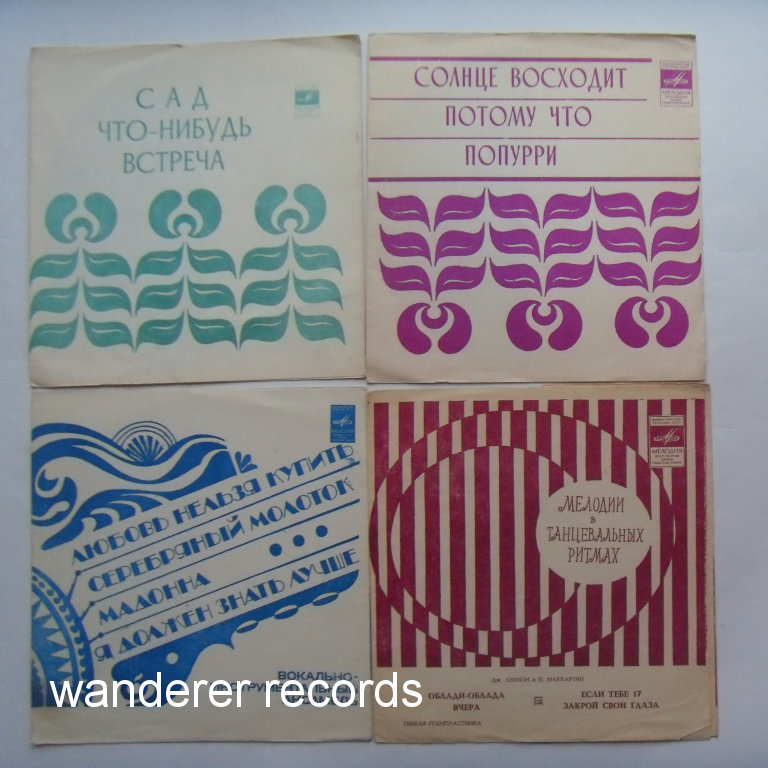 САД
ЧТО-НИБУДЬ
ВСТРЕЧА
СОЛНЦЕ ВОСХОДИТ
ПОТОМУ ЧТО
ПОПУРРИ
МЕЛОДИЯ
ЛЮБОВЬ НЕЛЬЗЯ КУПИТЬ
СЕРЕБРЯНЫЙ МОЛОТОК
МАДОННА
Я ДОЛЖЕН ЗНАТЬ ЛУЧШЕ
ВОКАЛЬНО-
МЕЛОДИЯ
МЕЛОДИИ
В
ТАНЦЕВАЛЬНЫХ
РИТМАХ
ДЖ. ЛЕННОН И П. МАККАРТНИ
ОБЛАДИ-ОБЛАДА
ВЧЕРА
ЕСЛИ ТЕБЕ 17
ЗАКРОЙ СВОИ ГЛАЗА
ГИБКАЯ ГРАМПЛАСТИНКА
wanderer records